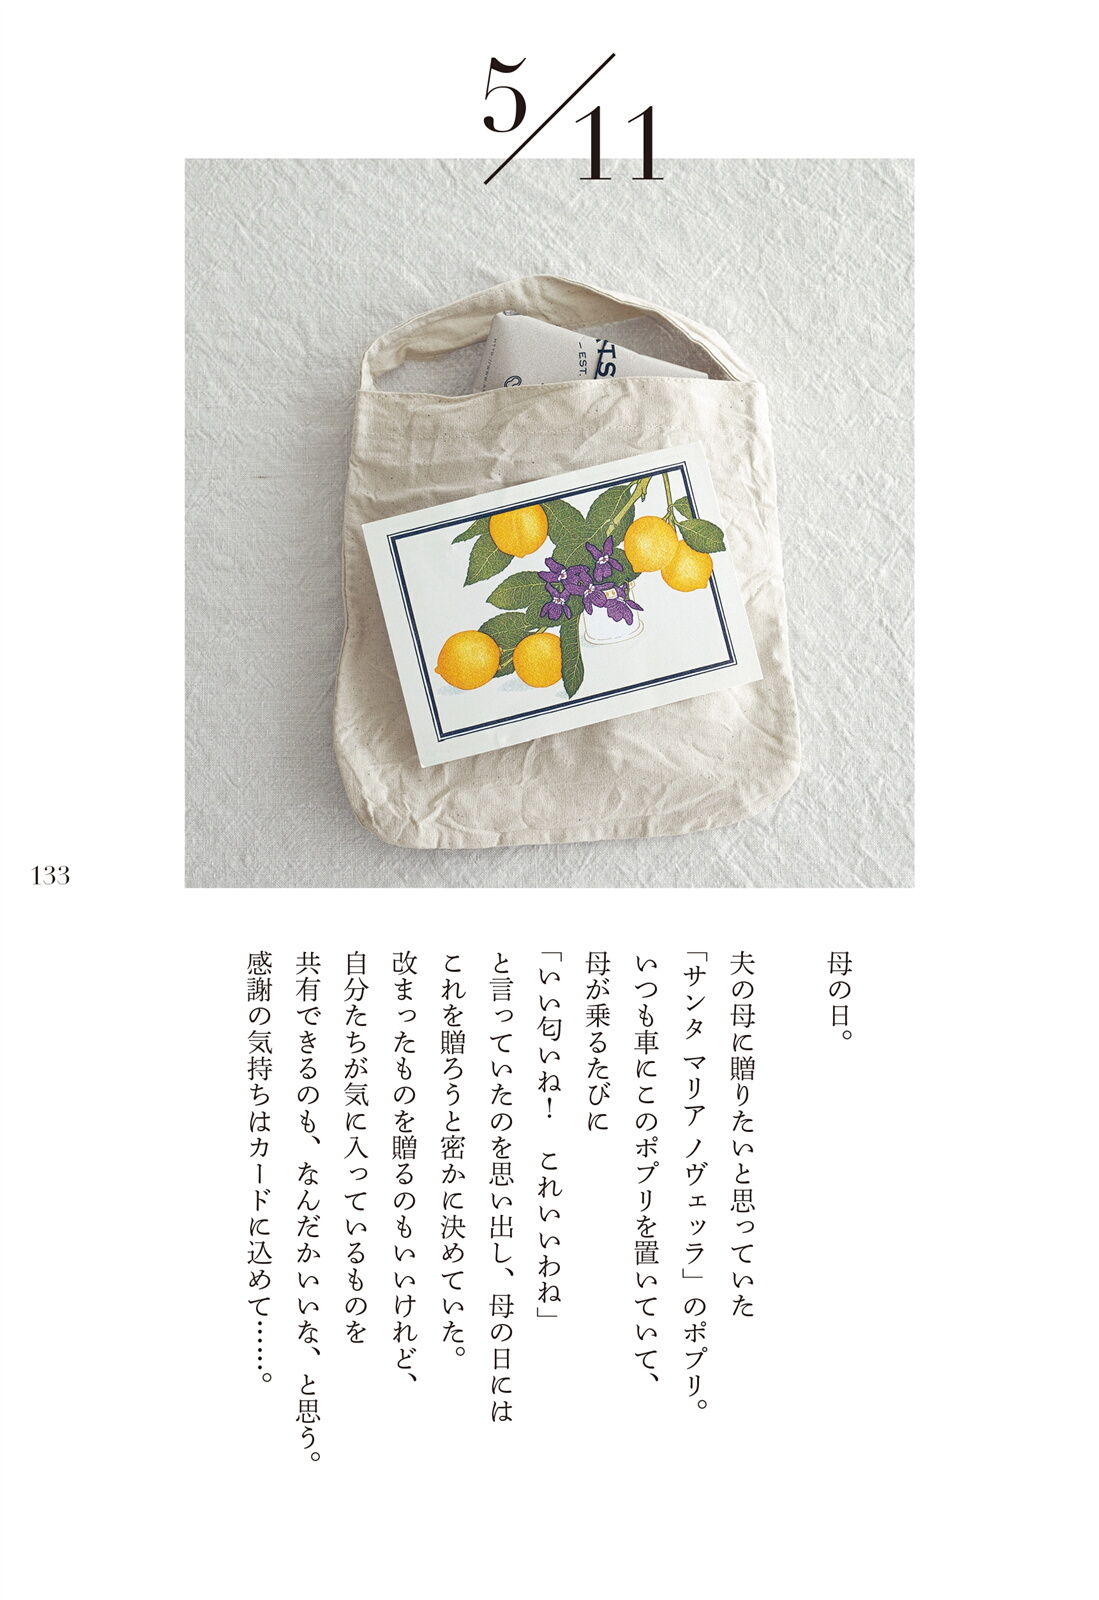 5/11
TS
EST.
133
母の日。
夫の母に贈りたいと思っていた
「サンタ マリア ノヴェッラ」のポプリ。
いつも車にこのポプリを置いていて、
母が乗るたびに
「いい匂いね！　これいいわね」
と言っていたのを思い出し、母の日には
これを贈ろうと密かに決めていた。
改まったものを贈るのもいいけれど、
自分たちが気に入っているものを
共有できるのも、なんだかいいな、と思う。
感謝の気持ちはカードに込めて……。